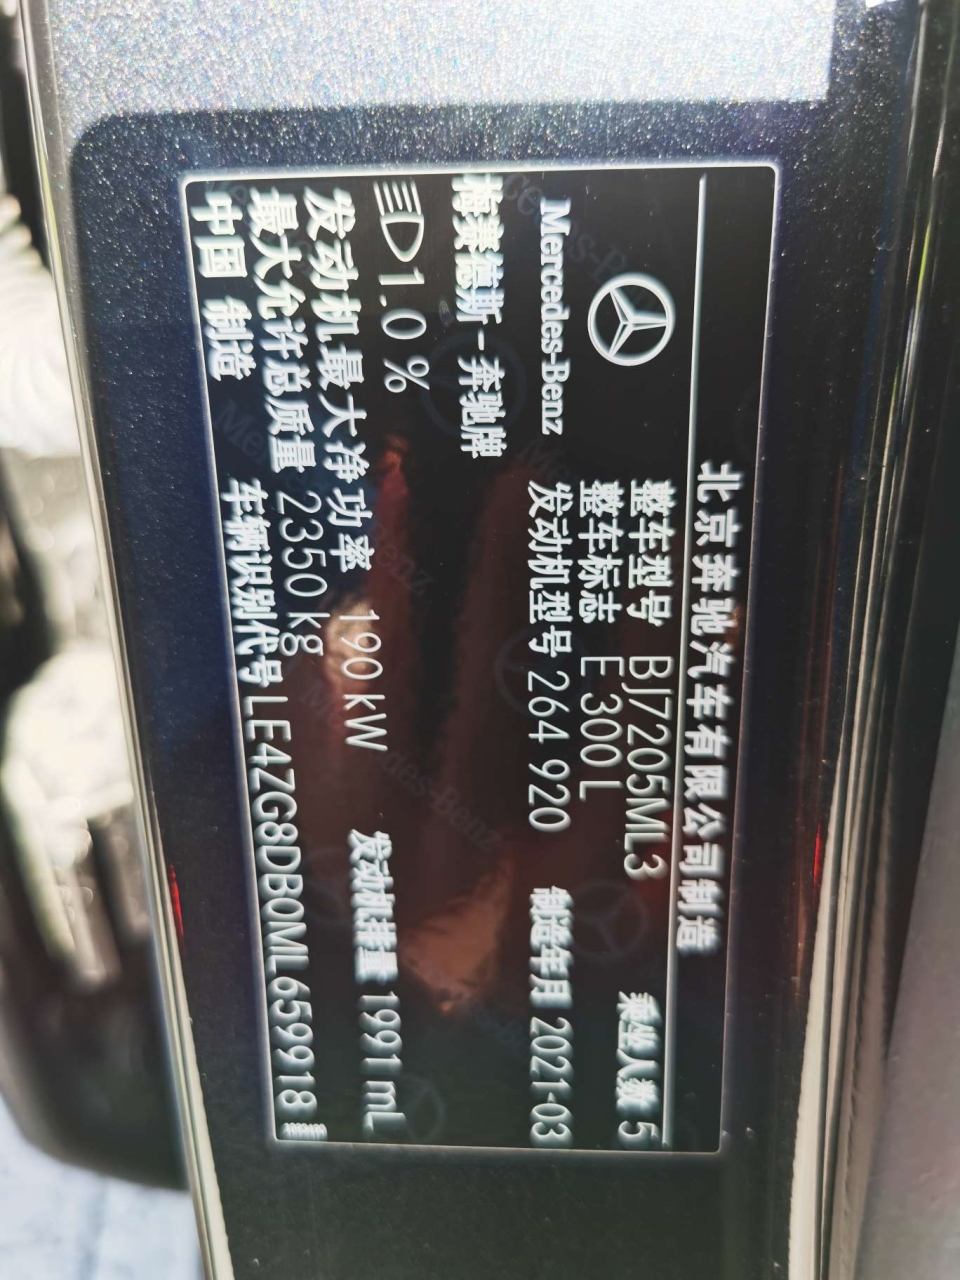 北京奔驰汽车有限公司制造
Mercedes-Benz
梅赛德斯-奔驰牌
整车型号 BJ7205ML3 乘坐人数 5
整车标志 E 300 L
发动机型号 264 920 制造年月 2021-03
1.0 %
发动机最大净功率 190 kW 发动机排量 1991 mL
最大允许总质量 2350 kg
中国 制造 车辆识别代号 LE4ZG8DB0ML659918